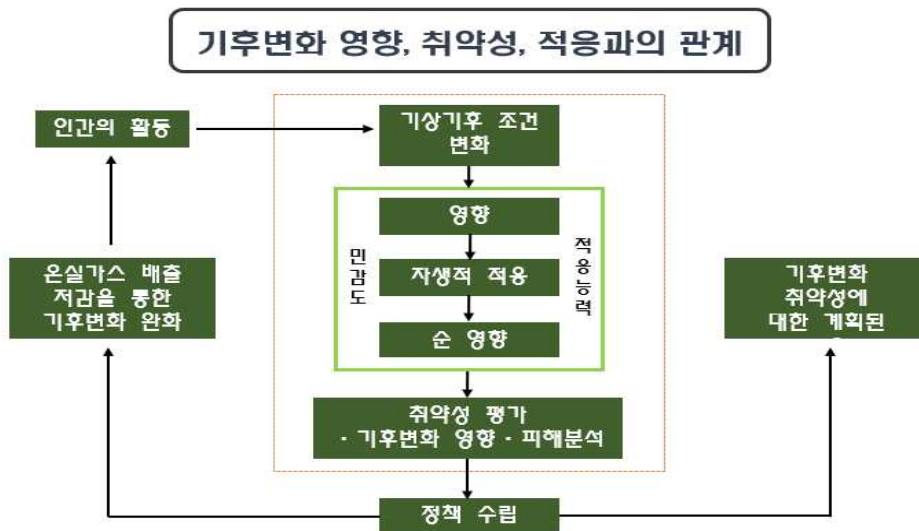 기후변화 영향, 취약성, 적응과의 관계
인간의 활동
기상기후 조건
변화
영향
민감도
적응능력
자생적 적응
순 영향
온실가스 배출
저감을 통한
기후변화 완화
기후변화
취약성에
대한 계획된
취약성 평가
· 기후변화 영향 · 피해분석
정책 수립